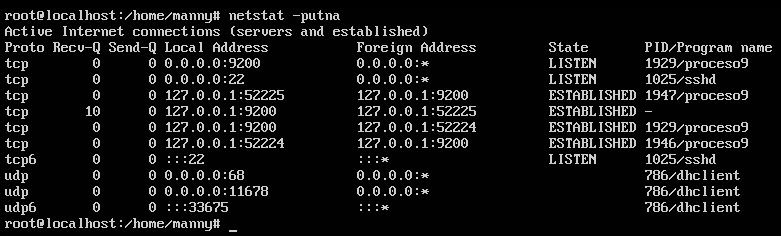 root@localhost:/home/manny# netstat -putna
Active Internet connections (servers and established)
Proto Recv-Q Send-Q Local Address           Foreign Address         State       PID/Program name
tcp        0      0 0.0.0.0:9200            0.0.0.0:*               LISTEN      1929/proceso9
tcp        0      0 0.0.0.0:22              0.0.0.0:*               LISTEN      1025/sshd
tcp        0      0 127.0.0.1:52225         127.0.0.1:9200          ESTABLISHED 1947/proceso9
tcp       10      0 127.0.0.1:9200          127.0.0.1:52225         ESTABLISHED -
tcp        0      0 127.0.0.1:9200          127.0.0.1:52224         ESTABLISHED 1929/proceso9
tcp        0      0 127.0.0.1:52224         127.0.0.1:9200          ESTABLISHED 1946/proceso9
tcp6       0      0 :::22                   :::*                    LISTEN      1025/sshd
udp        0      0 0.0.0.0:68              0.0.0.0:*                           786/dhclient
udp        0      0 0.0.0.0:11678           0.0.0.0:*                           786/dhclient
udp6       0      0 :::33675                :::*                                786/dhclient
root@localhost:/home/manny# _